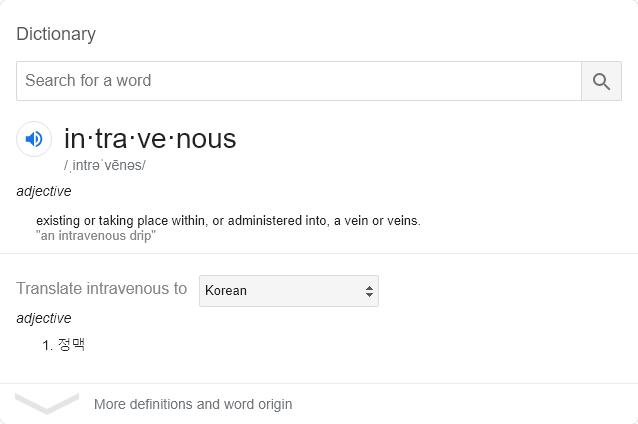 Dictionary
Search for a word
in·tra·ve·nous
/ˌintrəˈvēnəs/
adjective
existing or taking place within, or administered into, a vein or veins.
"an intravenous drip"
Translate intravenous to Korean
adjective
1. 정맥
More definitions and word origin